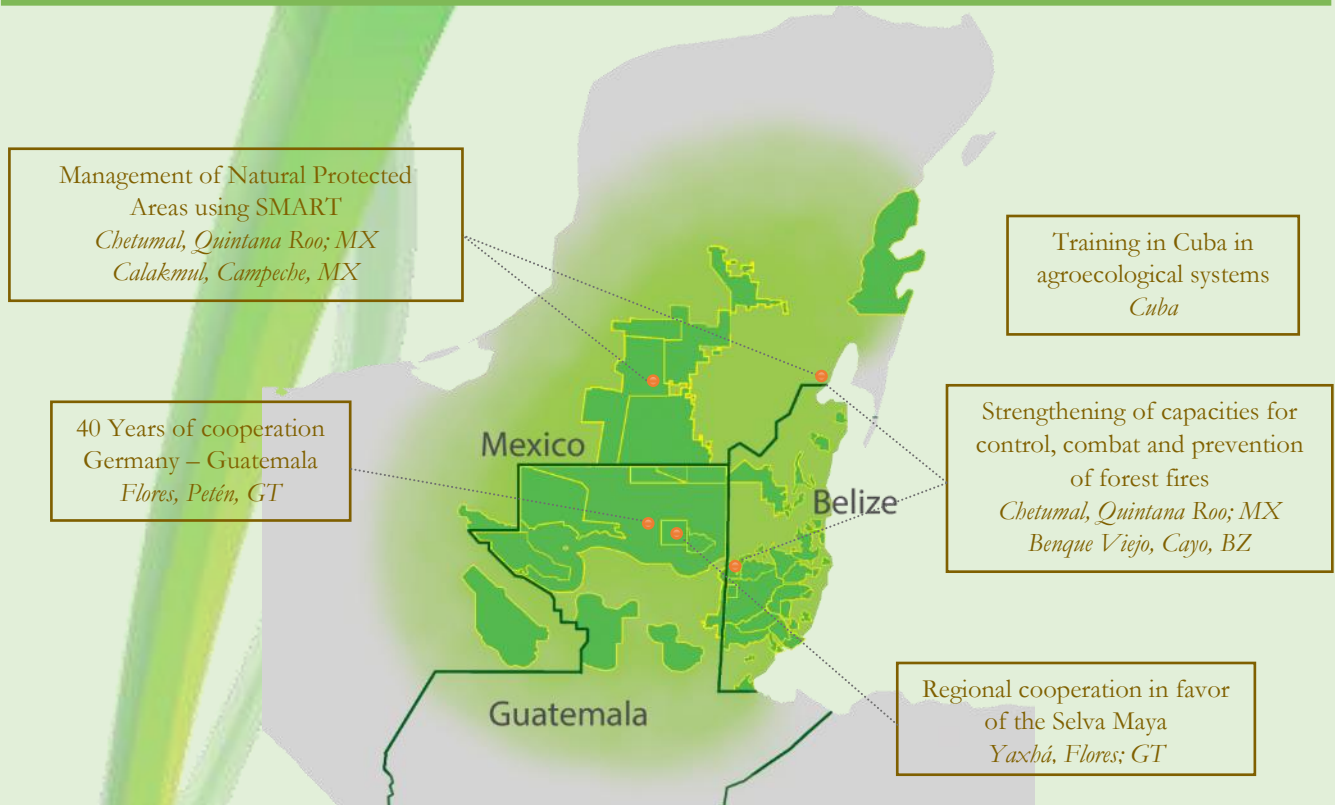 Management of Natural Protected
Areas using SMART
Chetumal, Quintana Roo; MX
Calakmul, Campeche, MX
Training in Cuba in
agroecological systems
Cuba
40 Years of cooperation
Germany – Guatemala
Flores, Petén, GT
Mexico
Belize
Guatemala
Strengthening of capacities for
control, combat and prevention
of forest fires
Chetumal, Quintana Roo; MX
Benque Viejo, Cayo, BZ
Regional cooperation in favor
of the Selva Maya
Yaxhá, Flores; GT